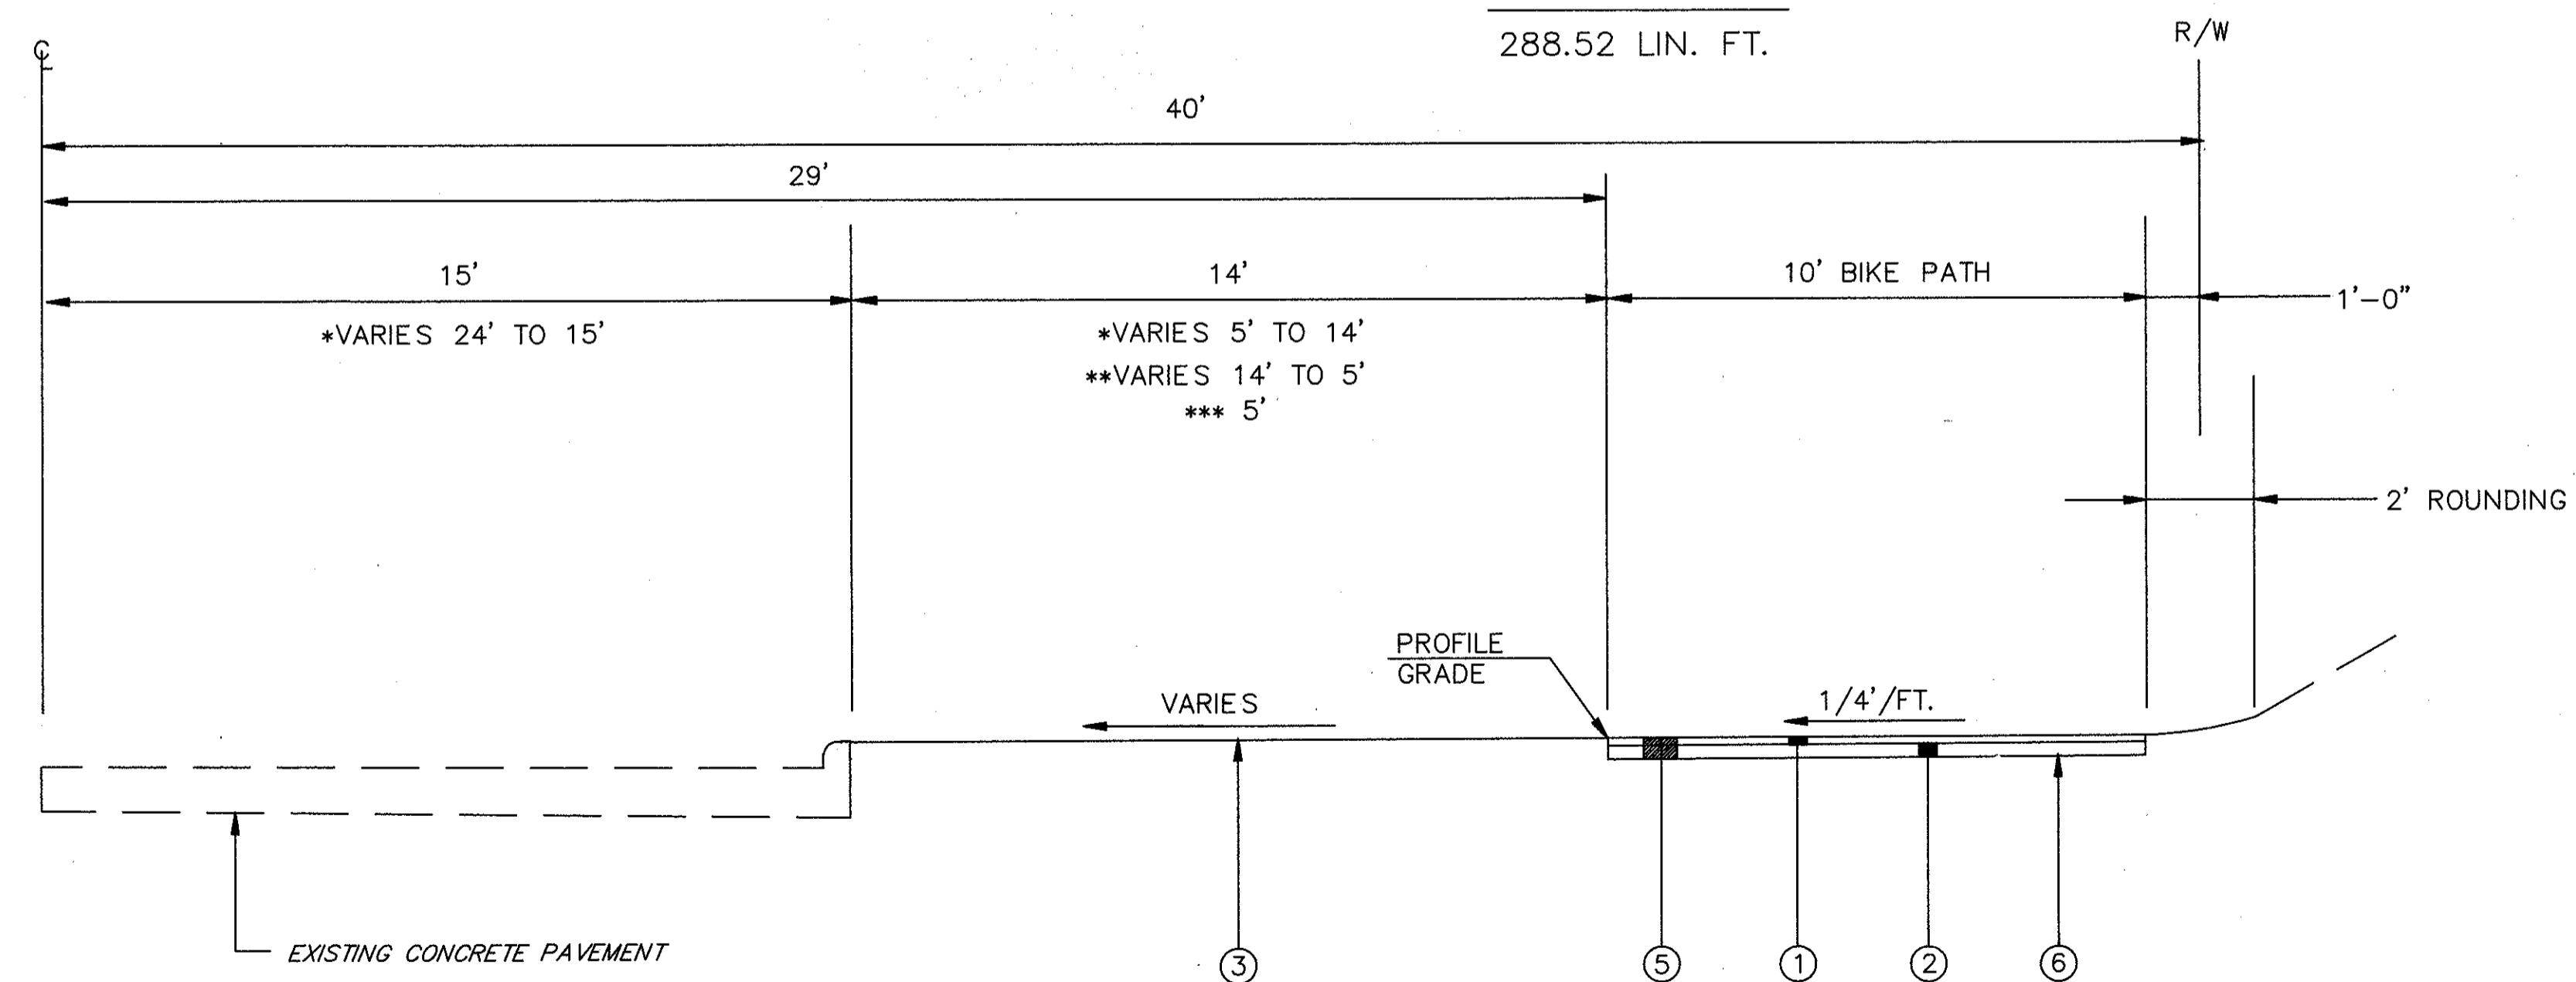 288.52 LIN. FT.
℄
R/W
40'
29'
15'
14'
10' BIKE PATH
1'-0"
*VARIES 24' TO 15'
*VARIES 5' TO 14'
**VARIES 14' TO 5'
*** 5'
2' ROUNDING
PROFILE
GRADE
VARIES
1/4'/FT.
EXISTING CONCRETE PAVEMENT
3
5
1
2
6